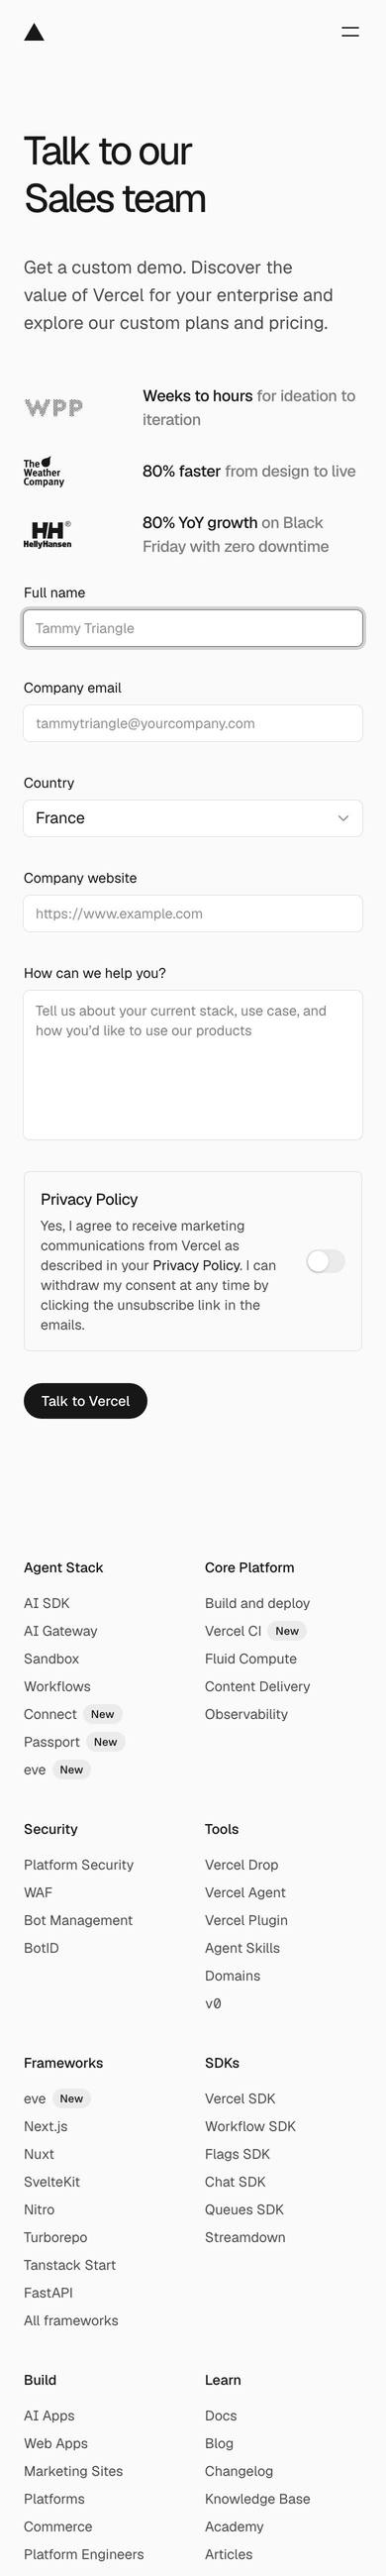 Talk to our
Sales team
Get a custom demo. Discover the
value of Vercel for your enterprise and
explore our custom plans and pricing.
WPP
Weeks to hours for ideation to
iteration
The
Weather
Company
80% faster from design to live
HH®
HellyHansen
80% YoY growth on Black
Friday with zero downtime
Full name
Tammy Triangle
Company email
tammytriangle@yourcompany.com
Country
France
Company website
https://www.example.com
How can we help you?
Tell us about your current stack, use case, and
how you'd like to use our products
Privacy Policy
Yes, I agree to receive marketing
communications from Vercel as
described in your Privacy Policy. I can
withdraw my consent at any time by
clicking the unsubscribe link in the
emails.
Talk to Vercel
Agent Stack
AI SDK
AI Gateway
Sandbox
Workflows
Connect New
Passport New
eve New
Core Platform
Build and deploy
Vercel CI New
Fluid Compute
Content Delivery
Observability
Security
Platform Security
WAF
Bot Management
BotID
Tools
Vercel Drop
Vercel Agent
Vercel Plugin
Agent Skills
Domains
v0
Frameworks
eve New
Next.js
Nuxt
SvelteKit
Nitro
Turborepo
Tanstack Start
FastAPI
All frameworks
SDKs
Vercel SDK
Workflow SDK
Flags SDK
Chat SDK
Queues SDK
Streamdown
Build
AI Apps
Web Apps
Marketing Sites
Platforms
Commerce
Platform Engineers
Learn
Docs
Blog
Changelog
Knowledge Base
Academy
Articles